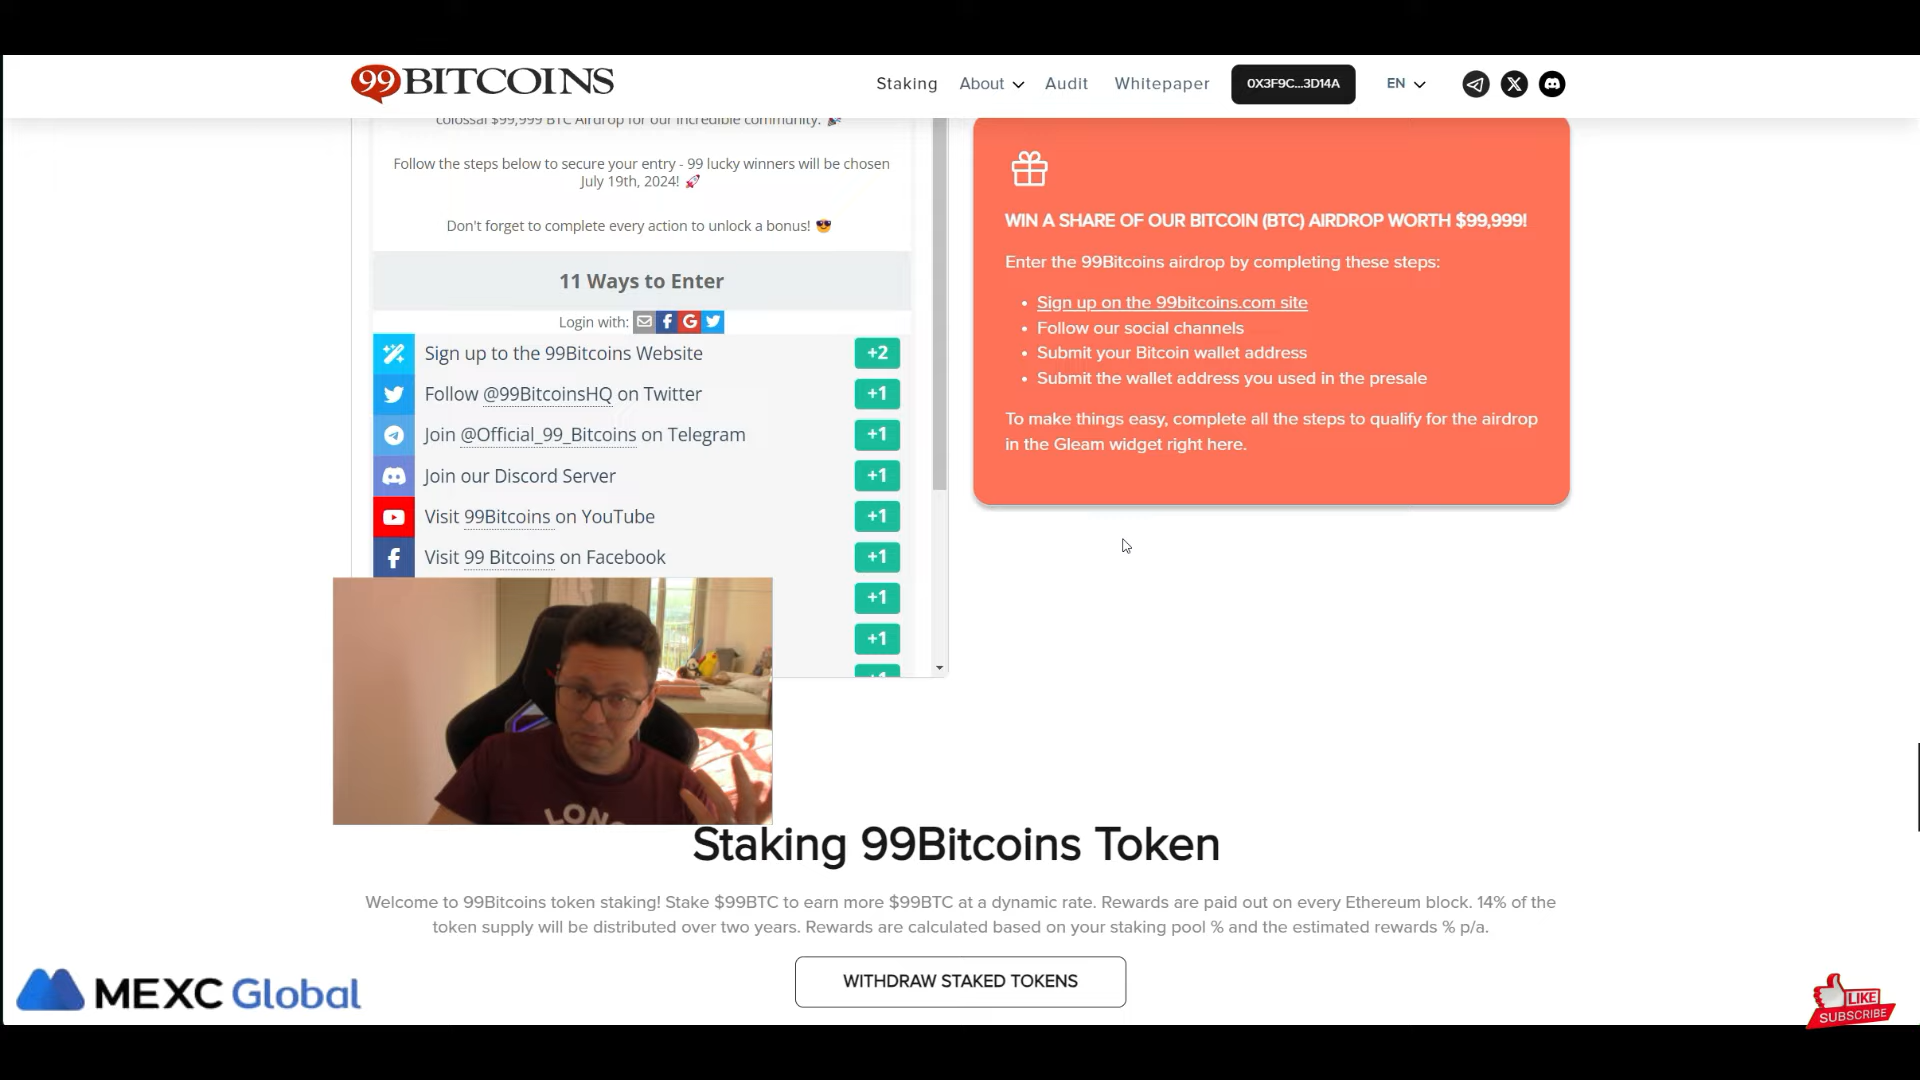 99BITCOINS
Staking About Audit Whitepaper 0X3F9C...3D14A EN
colossal $99,999 BTC Airdrop for our incredible community. 🎉
Follow the steps below to secure your entry - 99 lucky winners will be chosen
July 19th, 2024! 🚀
Don't forget to complete every action to unlock a bonus! 😎
11 Ways to Enter
Login with:
Sign up to the 99Bitcoins Website +2
Follow @99BitcoinsHQ on Twitter +1
Join @Official_99_Bitcoins on Telegram +1
Join our Discord Server +1
Visit 99Bitcoins on YouTube +1
Visit 99 Bitcoins on Facebook +1
+1
+1
+1
WIN A SHARE OF OUR BITCOIN (BTC) AIRDROP WORTH $99,999!
Enter the 99Bitcoins airdrop by completing these steps:
• Sign up on the 99bitcoins.com site
• Follow our social channels
• Submit your Bitcoin wallet address
• Submit the wallet address you used in the presale
To make things easy, complete all the steps to qualify for the airdrop
in the Gleam widget right here.
Staking 99Bitcoins Token
Welcome to 99Bitcoins token staking! Stake $99BTC to earn more $99BTC at a dynamic rate. Rewards are paid out on every Ethereum block. 14% of the
token supply will be distributed over two years. Rewards are calculated based on your staking pool % and the estimated rewards % p/a.
WITHDRAW STAKED TOKENS
MEXC Global
LIKE
SUBSCRIBE